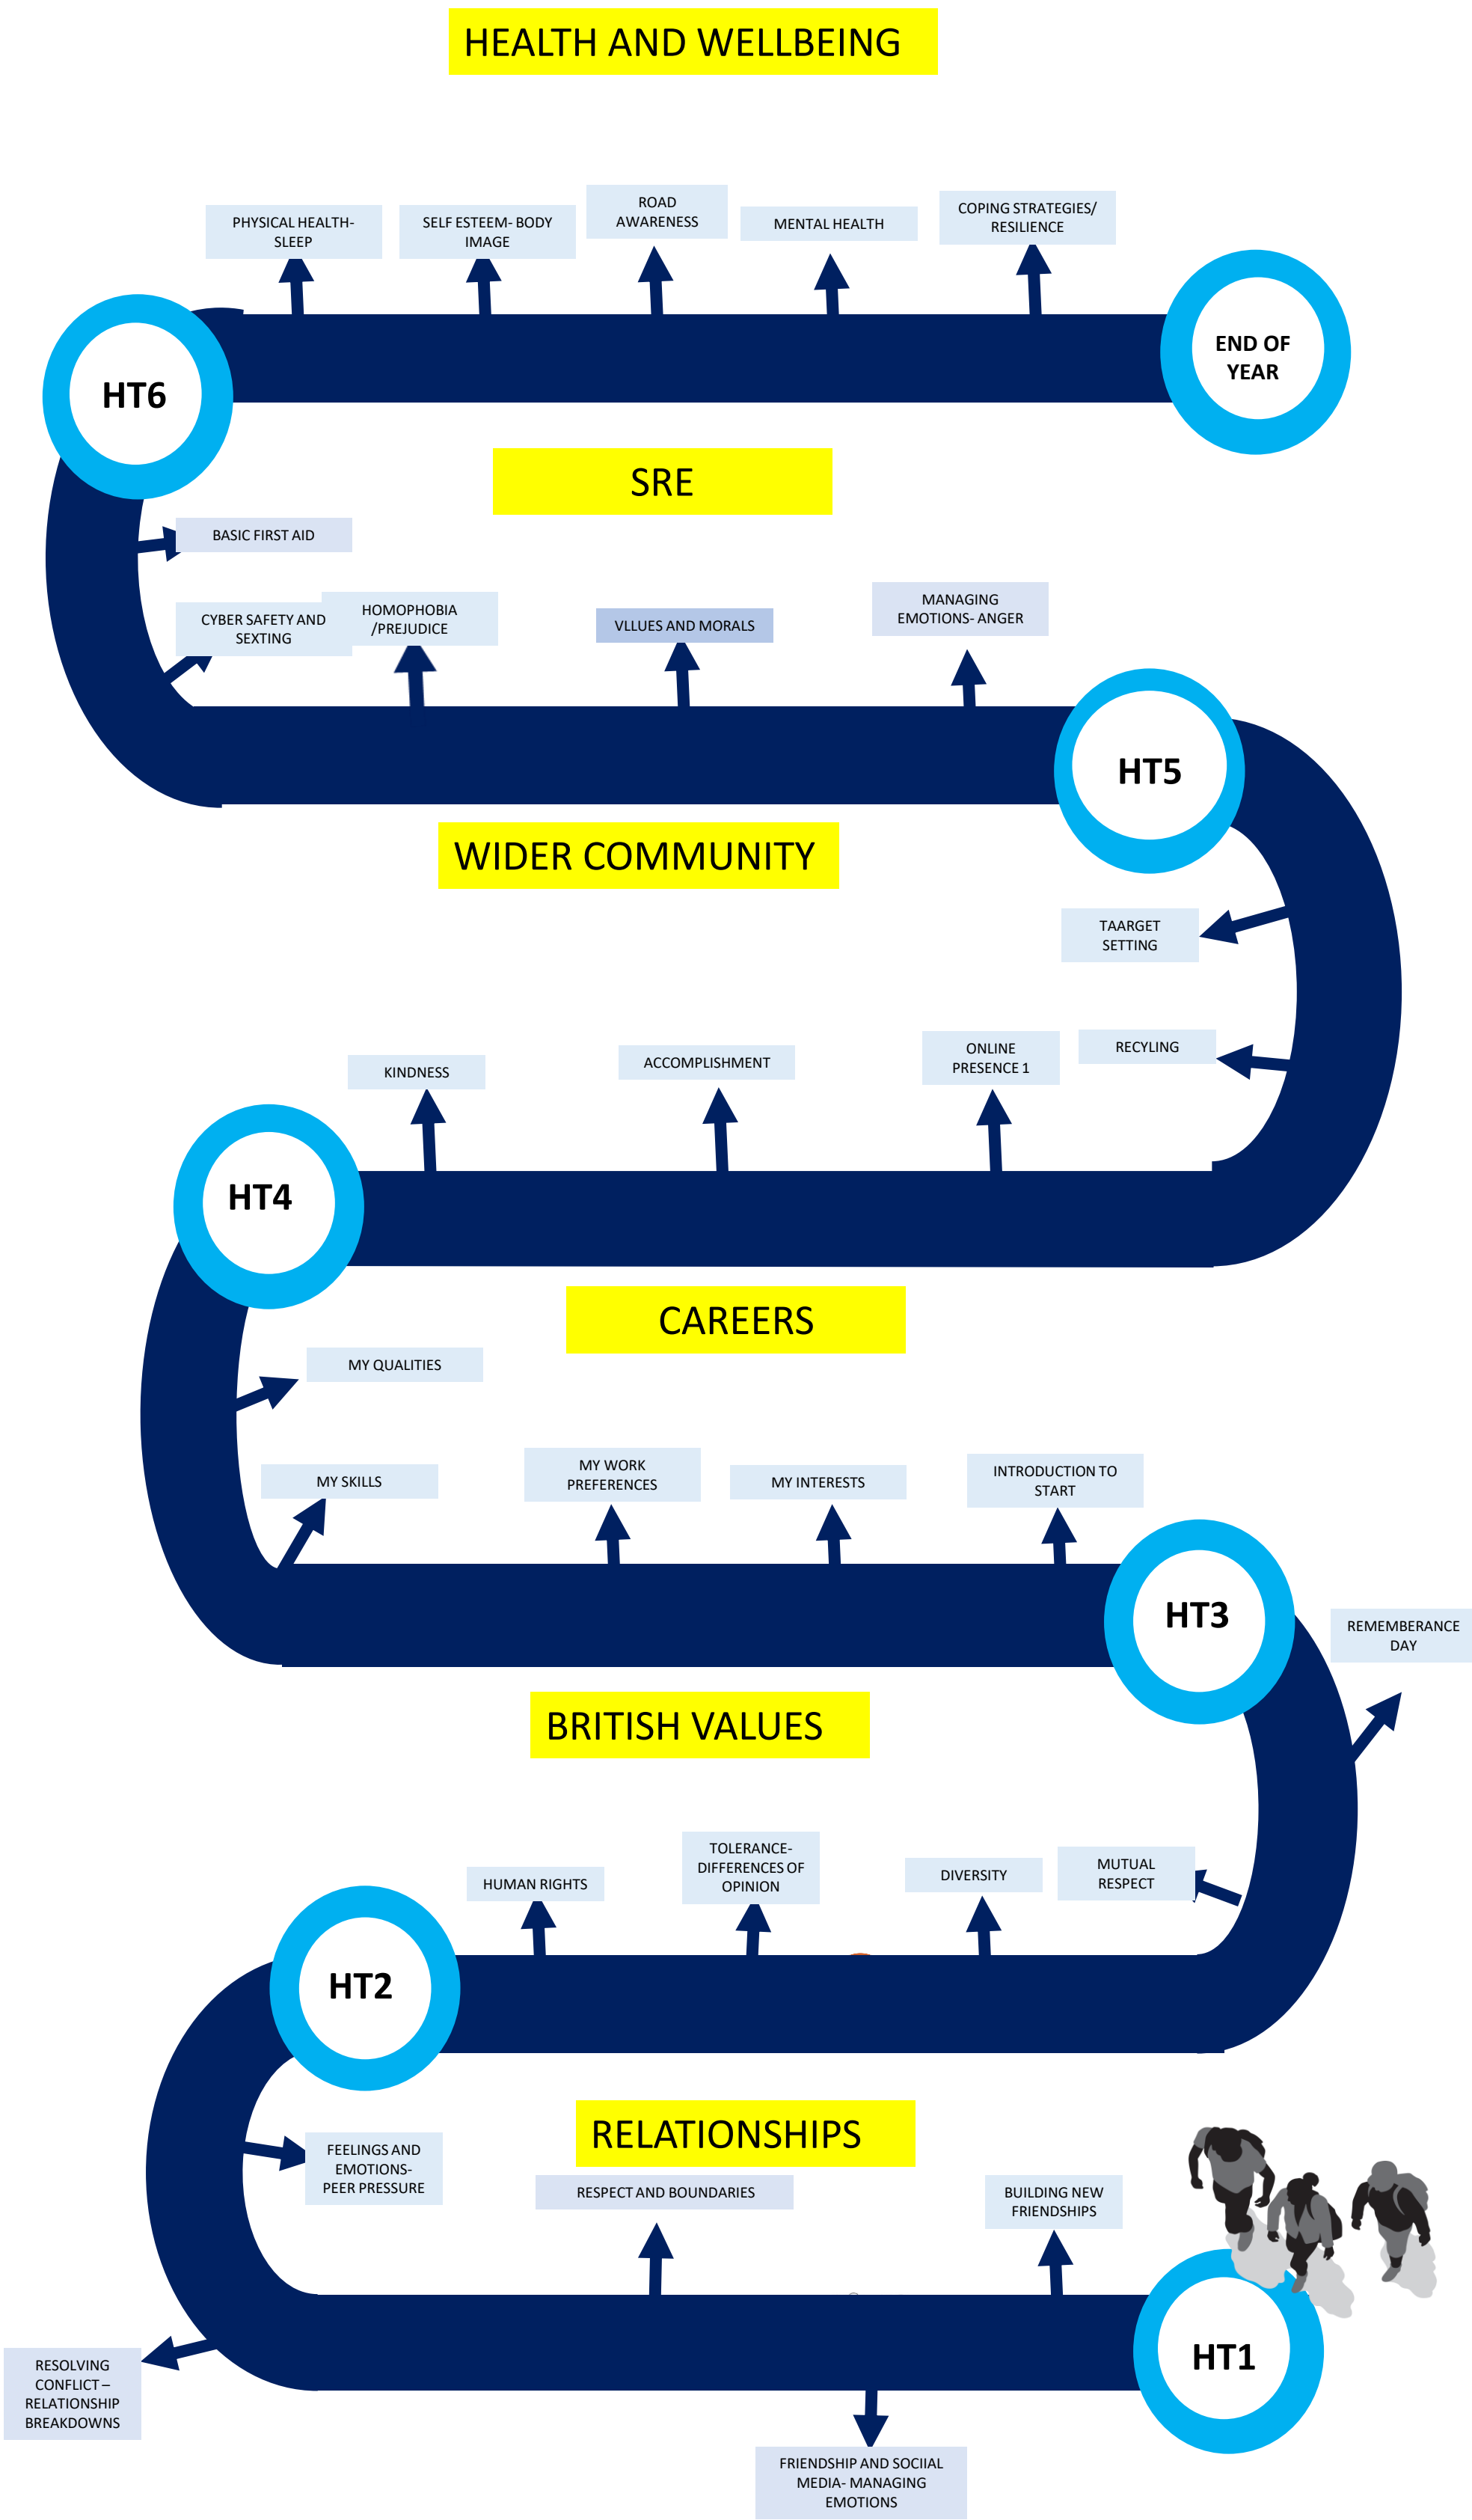 HEALTH AND WELLBEING
PHYSICAL HEALTH-
SLEEP
SELF ESTEEM- BODY
IMAGE
ROAD
AWARENESS
MENTAL HEALTH
COPING STRATEGIES/
RESILIENCE
END OF
YEAR
HT6
SRE
BASIC FIRST AID
CYBER SAFETY AND
SEXTING
HOMOPHOBIA
/PREJUDICE
VLLUES AND MORALS
MANAGING
EMOTIONS- ANGER
HT5
WIDER COMMUNITY
TAARGET
SETTING
KINDNESS
ACCOMPLISHMENT
ONLINE
PRESENCE 1
RECYLING
HT4
CAREERS
MY QUALITIES
MY SKILLS
MY WORK
PREFERENCES
MY INTERESTS
INTRODUCTION TO
START
HT3
REMEMBERANCE
DAY
BRITISH VALUES
HUMAN RIGHTS
TOLERANCE-
DIFFERENCES OF
OPINION
DIVERSITY
MUTUAL
RESPECT
HT2
RELATIONSHIPS
FEELINGS AND
EMOTIONS-
PEER PRESSURE
RESPECT AND BOUNDARIES
BUILDING NEW
FRIENDSHIPS
HT1
RESOLVING
CONFLICT –
RELATIONSHIP
BREAKDOWNS
FRIENDSHIP AND SOCIIAL
MEDIA- MANAGING
EMOTIONS